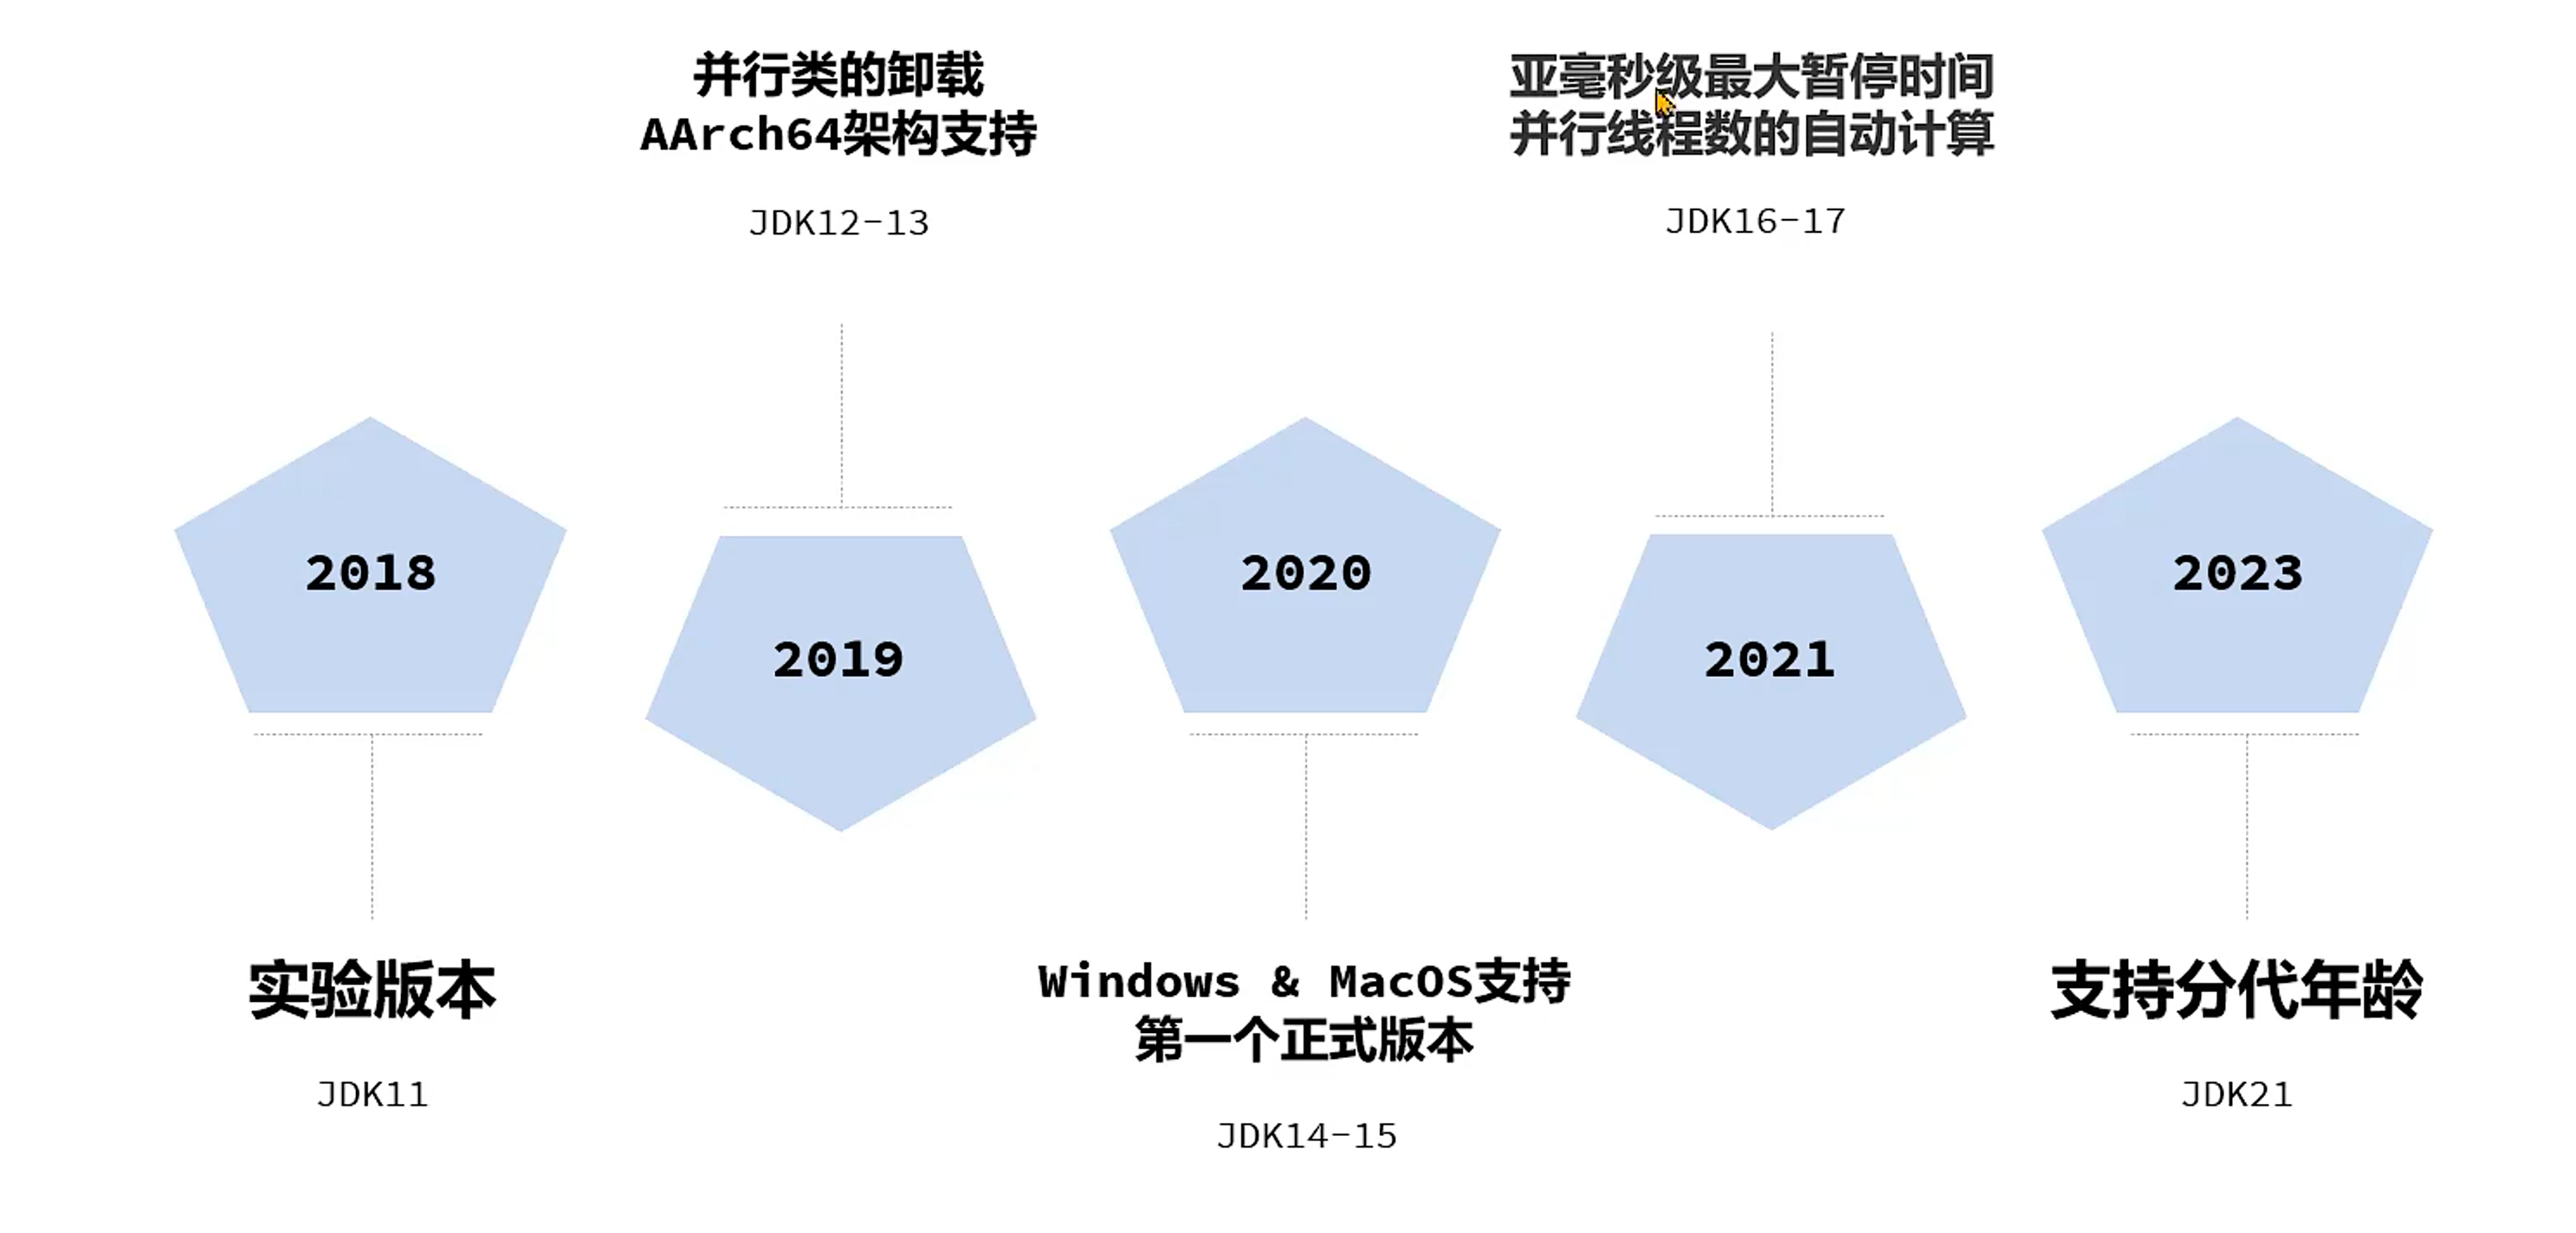 并行类的卸载
AArch64架构支持
JDK12-13
亚毫秒级最大暂停时间
并行线程数的自动计算
JDK16-17
2018
2019
2020
2021
2023
实验版本
JDK11
Windows & MacOS支持
第一个正式版本
JDK14-15
支持分代年龄
JDK21